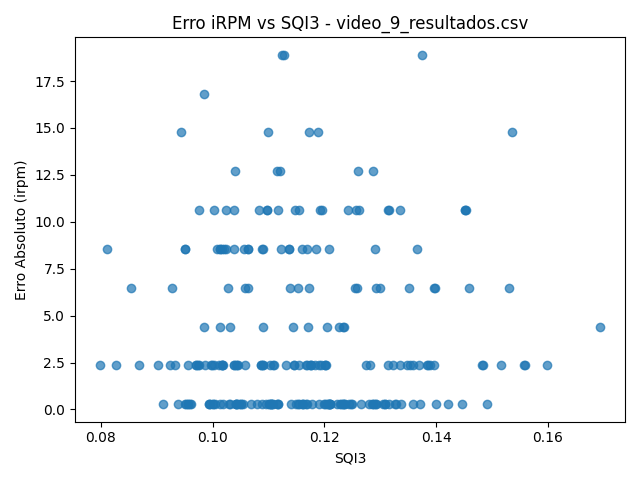 Erro iRPM vs SQI3 - video_9_resultados.csv
Erro Absoluto (irpm)
17.5
15.0
12.5
10.0
7.5
5.0
2.5
0.0
0.08 0.10 0.12 0.14 0.16
SQI3